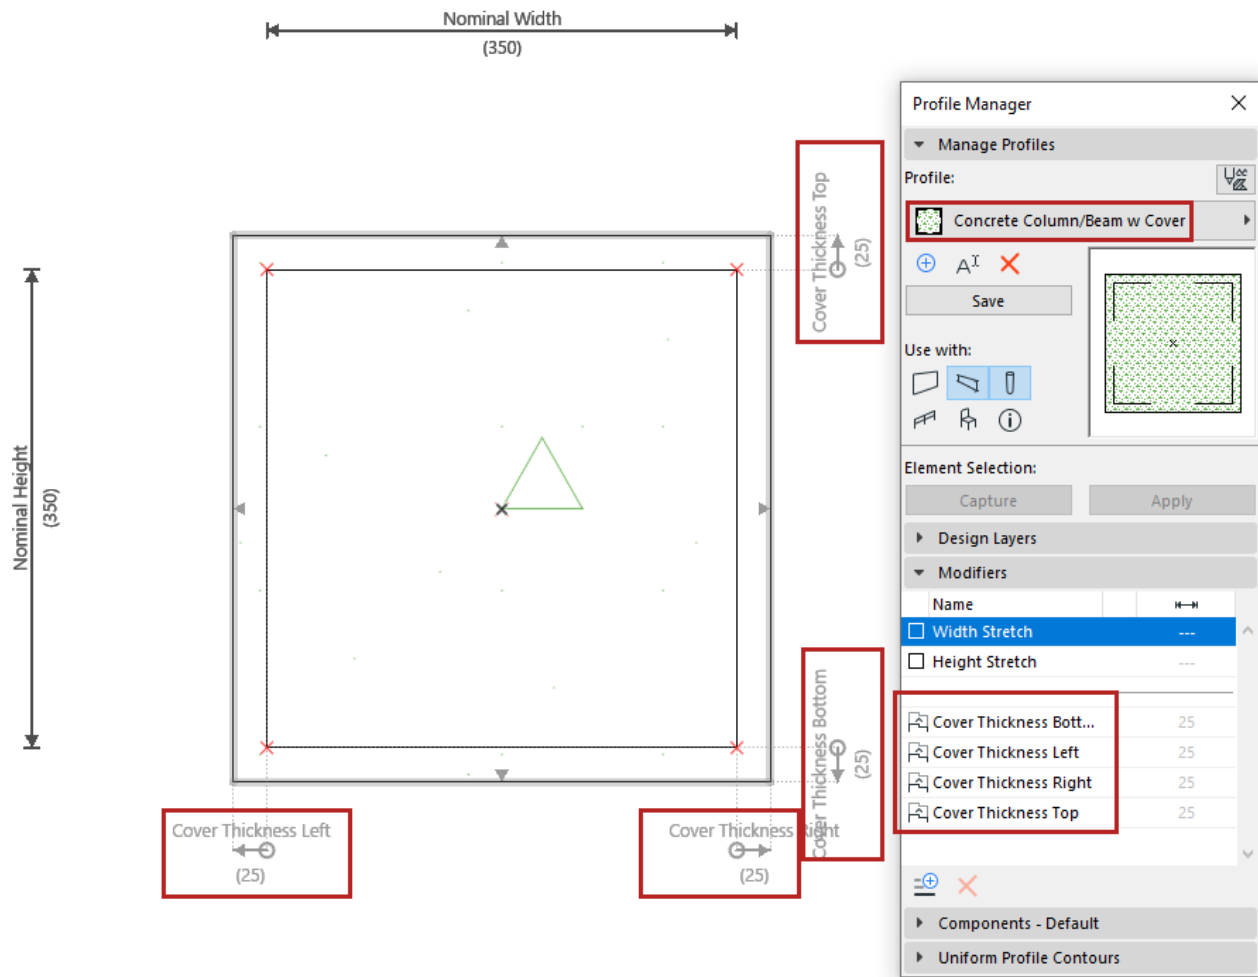 Nominal Width
(350)
Nominal Height
(350)
Cover Thickness Top
(25)
Cover Thickness Bottom
(25)
Cover Thickness Left
(25)
Cover Thickness Right
(25)
Profile Manager
Manage Profiles
Profile:
Concrete Column/Beam w Cover
Save
Use with:
Element Selection:
Capture
Apply
Design Layers
Modifiers
Name
Width Stretch ---
Height Stretch ---
Cover Thickness Bott... 25
Cover Thickness Left 25
Cover Thickness Right 25
Cover Thickness Top 25
Components - Default
Uniform Profile Contours